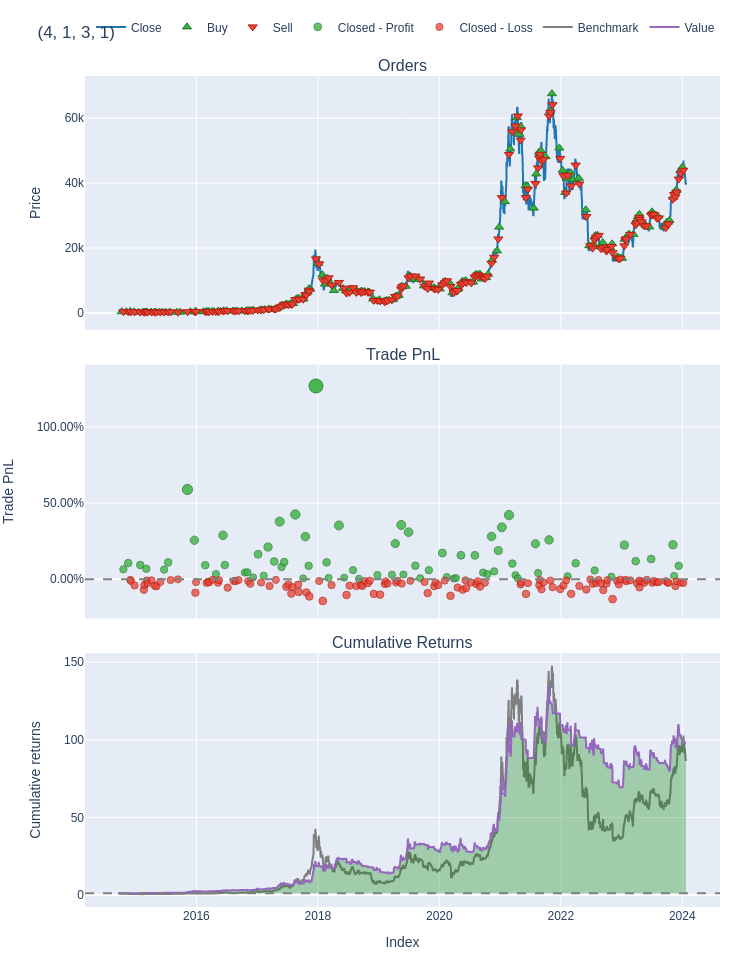 (4, 1, 3, 1)
Close Buy Sell Closed - Profit Closed - Loss Benchmark Value
Orders
60k
40k
20k
0
Price
Trade PnL
100.00%
50.00%
0.00%
Trade PnL
Cumulative Returns
150
100
50
0
Cumulative returns
2016 2018 2020 2022 2024
Index